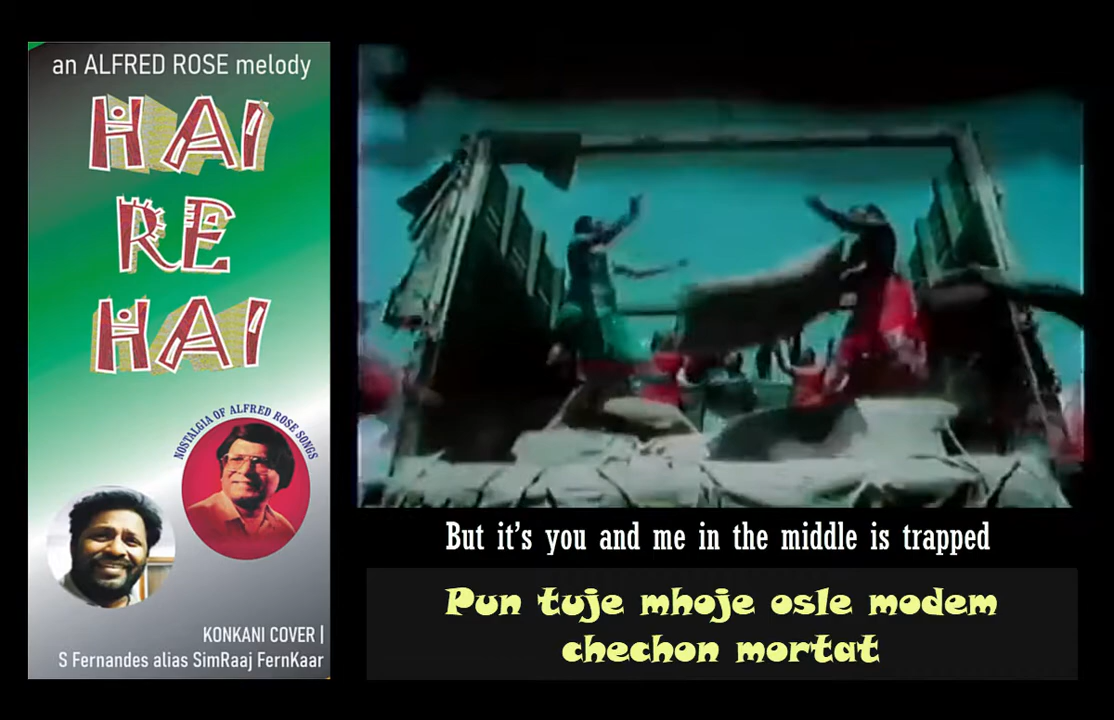 an ALFRED ROSE melody
HAI
RE
HAI
NOSTALGIA OF ALFRED ROSE SONGS
KONKANI COVER |
S Fernandes alias SimRaaj FernKaar
But it's you and me in the middle is trapped
Pun tuje mhoje osle modem
chechon mortat